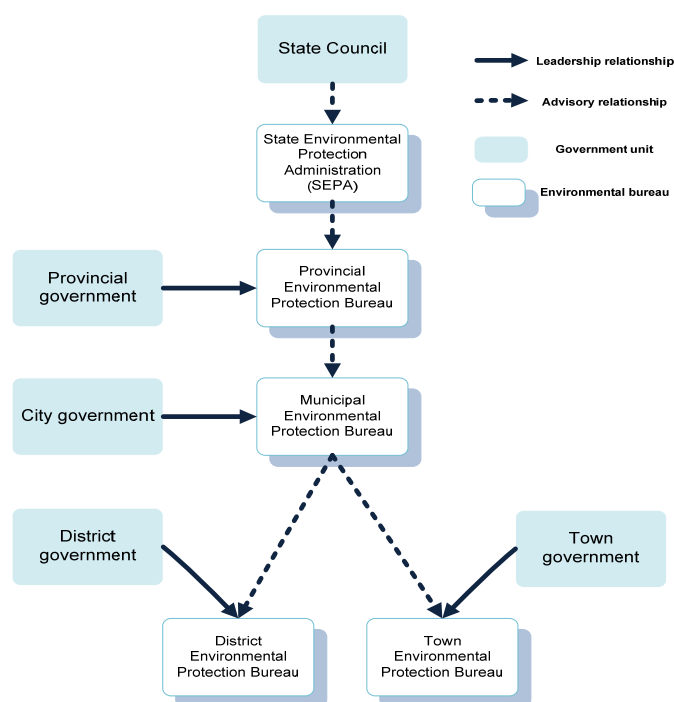 State Council
Leadership relationship
Advisory relationship
Government unit
Environmental bureau
State Environmental
Protection
Administration
(SEPA)
Provincial
government
Provincial
Environmental
Protection Bureau
City government
Municipal
Environmental
Protection Bureau
District
government
Town
government
District
Environmental
Protection Bureau
Town
Environmental
Protection Bureau